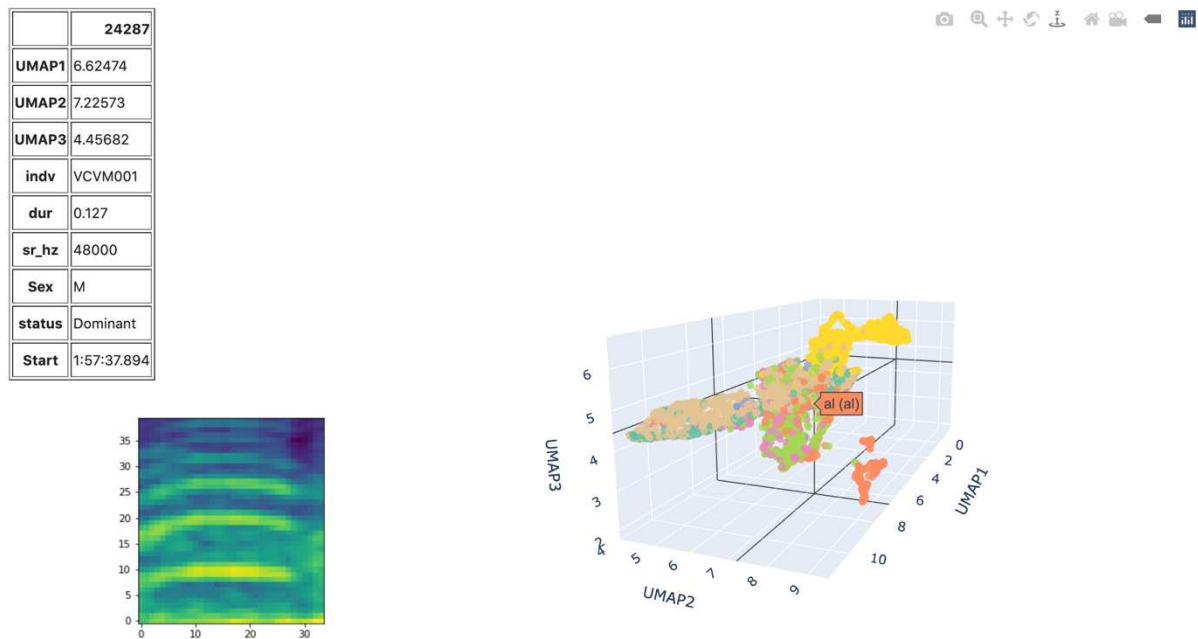 24287
UMAP1 6.62474
UMAP2 7.22573
UMAP3 4.45682
indv VCVM001
dur 0.127
sr_hz 48000
Sex M
status Dominant
Start 1:57:37.894
35
30
25
20
15
10
5
0
0 10 20 30
z
6
5
4
3
2
UMAP3
al (al)
5
6
7
8
9
UMAP2
0
2
4
6
8
10
UMAP1